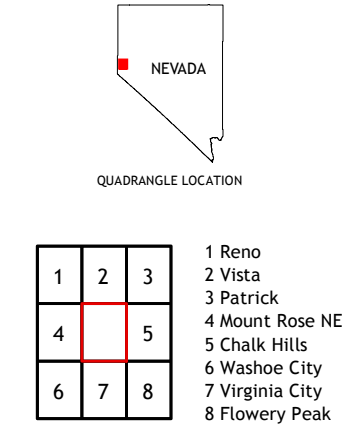 NEVADA
QUADRANGLE LOCATION
1 2 3
4 5
6 7 8
1 Reno
2 Vista
3 Patrick
4 Mount Rose NE
5 Chalk Hills
6 Washoe City
7 Virginia City
8 Flowery Peak